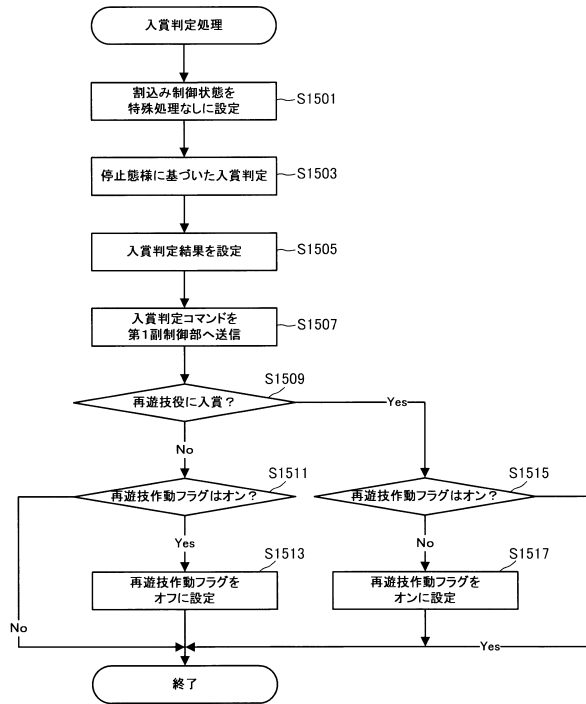 入賞判定処理
割込み制御状態を
特殊処理なしに設定
S1501
停止態様に基づいた入賞判定
S1503
入賞判定結果を設定
S1505
入賞判定コマンドを
第1副制御部へ送信
S1507
S1509
再遊技役に入賞？
Yes
No
S1511
再遊技作動フラグはオン？
S1515
再遊技作動フラグはオン？
Yes
No
S1513
再遊技作動フラグを
オフに設定
S1517
再遊技作動フラグを
オンに設定
No
Yes
終了